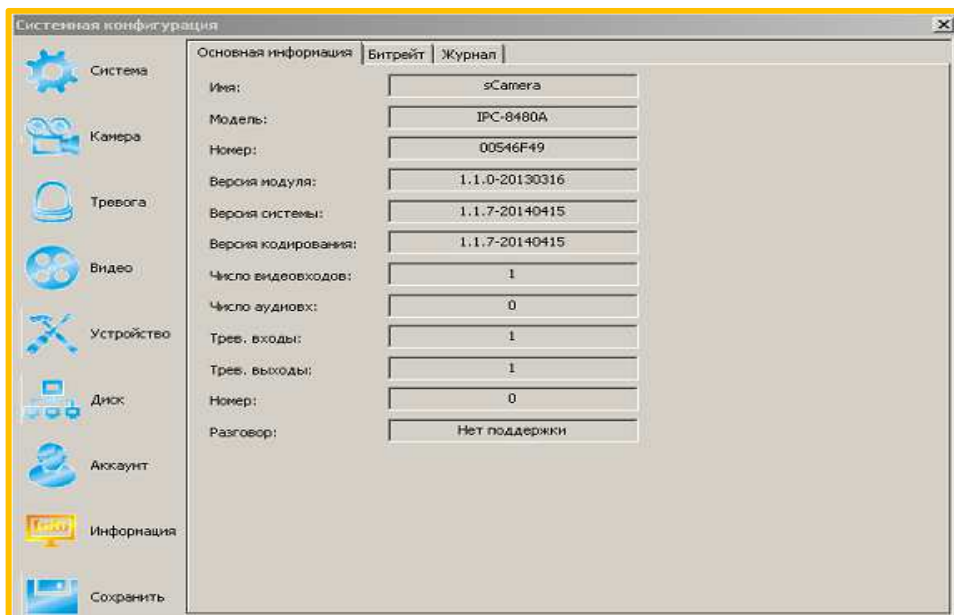 Системная конфигурация
Система
Камера
Тревога
Видео
Устройство
Диск
Аккаунт
Информация
Сохранить
Основная информация Битрейт Журнал
Имя: sCamera
Модель: IPC-8480A
Номер: 00546F49
Версия модуля: 1.1.0-20130316
Версия системы: 1.1.7-20140415
Версия кодирования: 1.1.7-20140415
Число видеовходов: 1
Число аудиовх: 0
Трев. входы: 1
Трев. выходы: 1
Номер: 0
Разговор: Нет поддержки